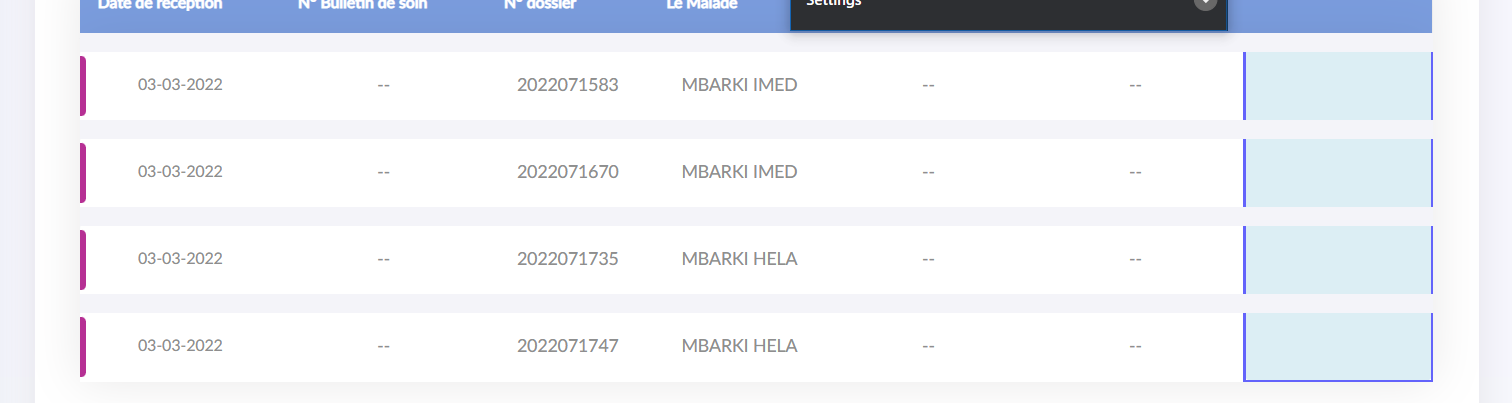 Date de réception N° Bulletin de soin N° dossier Le Malade Settings
03-03-2022 -- 2022071583 MBARKI IMED -- --
03-03-2022 -- 2022071670 MBARKI IMED -- --
03-03-2022 -- 2022071735 MBARKI HELA -- --
03-03-2022 -- 2022071747 MBARKI HELA -- --